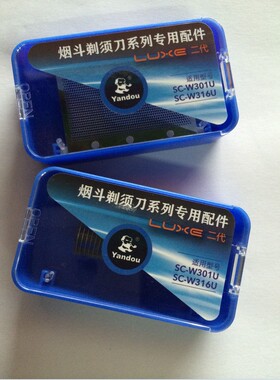 烟斗剃须刀系列专用配件
LUXE 二代
Yandou
适用型号
SC-W301U
SC-W316U
烟斗剃须刀系列专用配件
LUXE 二代
Yandou
适用型号
SC-W301U
SC-W316U